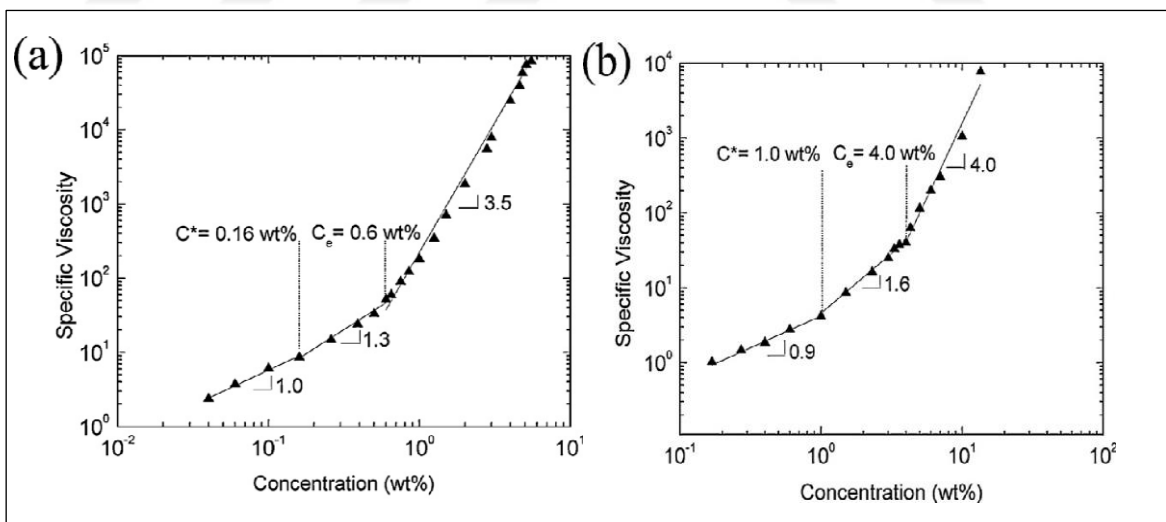 (a)
10^5
10^4
10^3
10^2
10^1
10^0
Specific Viscosity
C*= 0.16 wt% C_e= 0.6 wt%
3.5
1.3
1.0
10^-2 10^-1 10^0 10^1
Concentration (wt%)
(b)
10^4
10^3
10^2
10^1
10^0
Specific Viscosity
C*= 1.0 wt% C_e= 4.0 wt%
4.0
1.6
0.9
10^-1 10^0 10^1 10^2
Concentration (wt%)